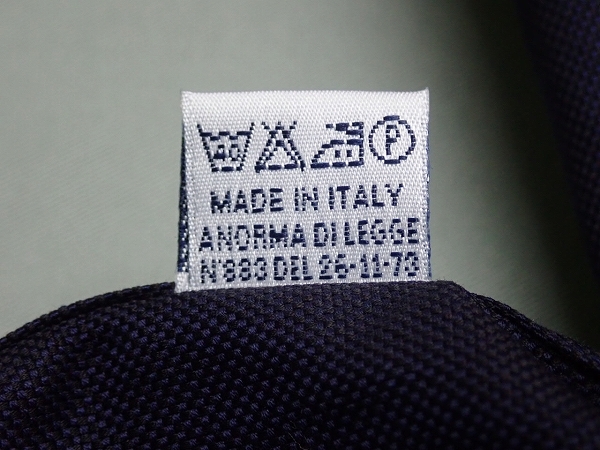 40 P
MADE IN ITALY
A NORMA DI LEGGE
N 883 DEL 26-11-73